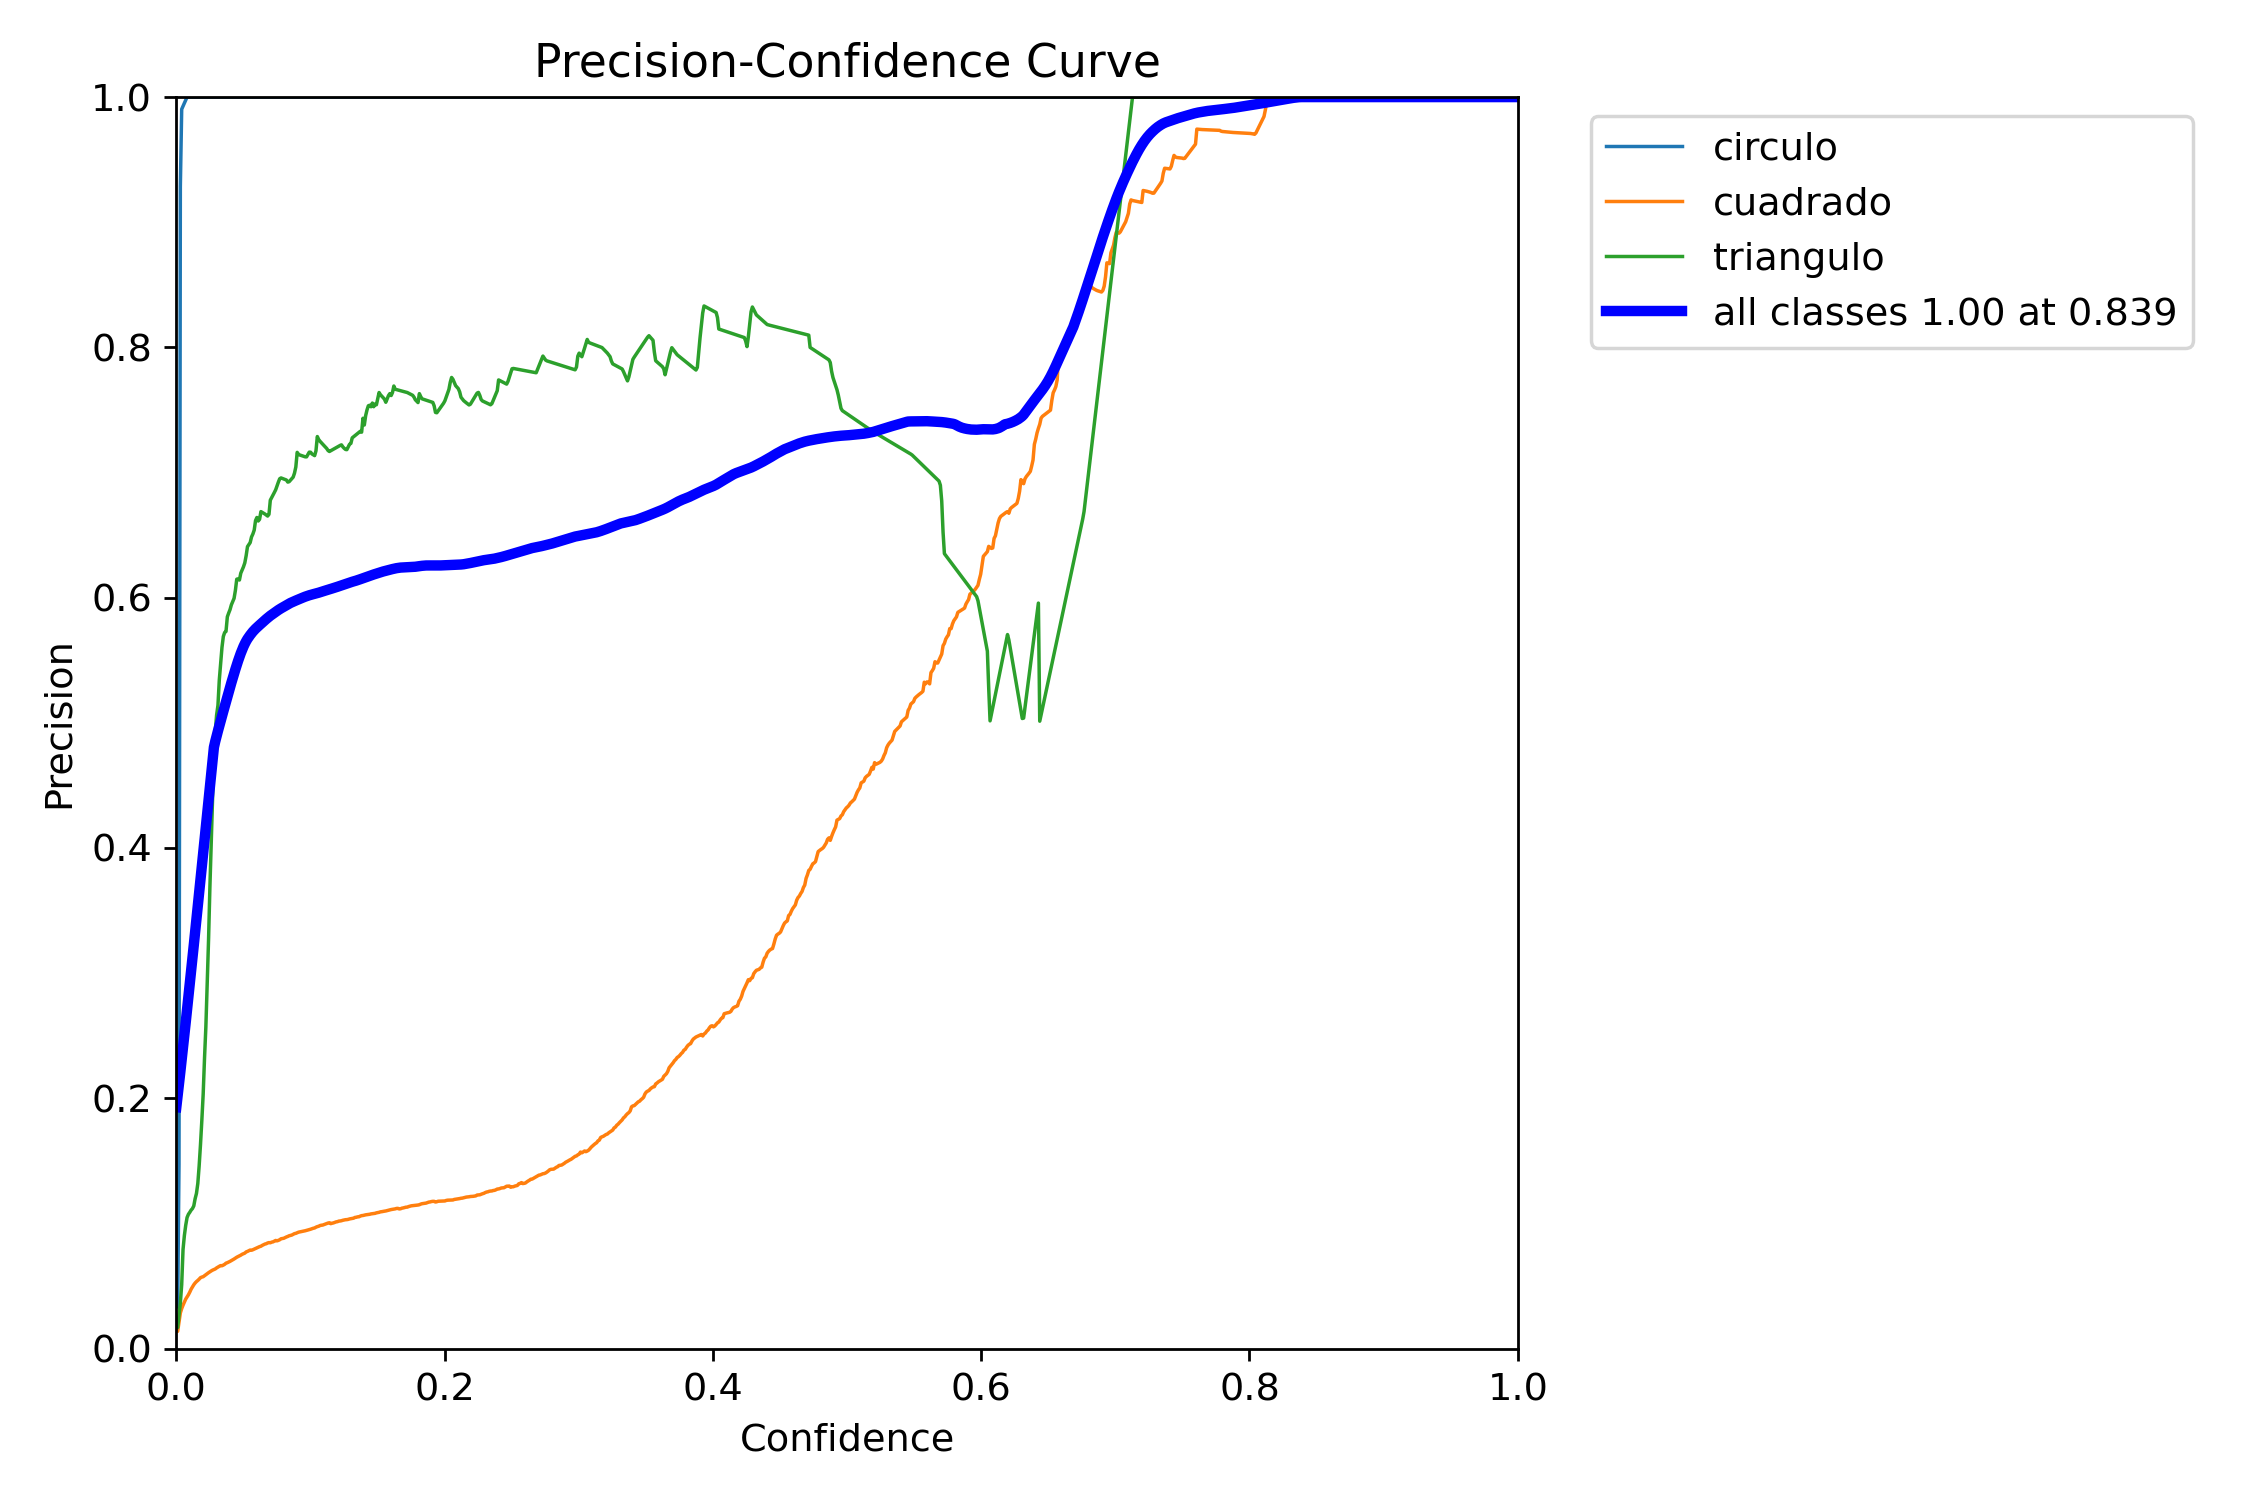 Precision-Confidence Curve
1.0
0.8
0.6
0.4
0.2
0.0
Precision
0.0 0.2 0.4 0.6 0.8 1.0
Confidence
circulo
cuadrado
triangulo
all classes 1.00 at 0.839